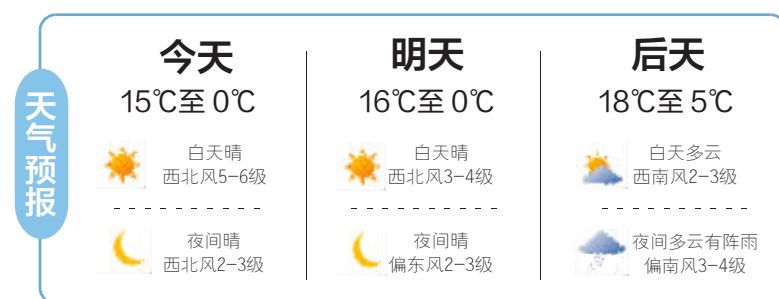 天气预报
今天
15℃至 0℃
白天晴
西北风5-6级
夜间晴
西北风2-3级
明天
16℃至 0℃
白天晴
西北风3-4级
夜间晴
偏东风2-3级
后天
18℃至 5℃
白天多云
西南风2-3级
夜间多云有阵雨
偏南风3-4级